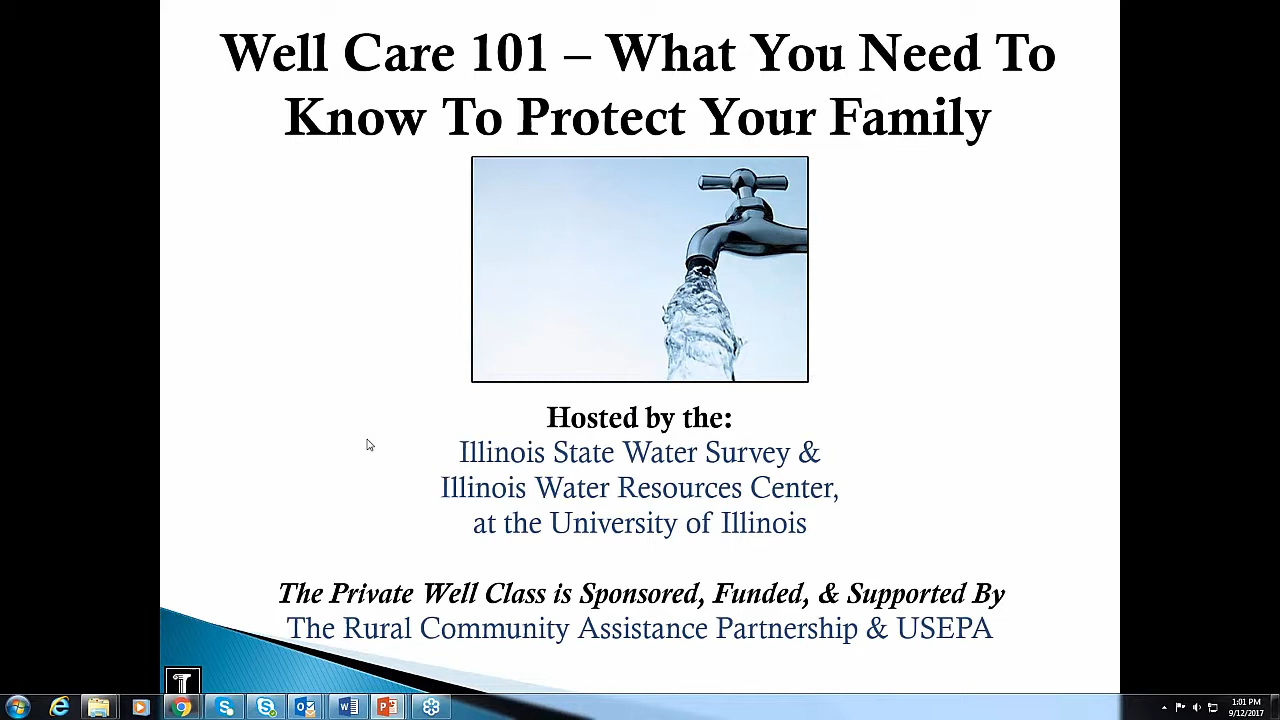 Well Care 101 – What You Need To
Know To Protect Your Family
Hosted by the:
Illinois State Water Survey &
Illinois Water Resources Center,
at the University of Illinois
The Private Well Class is Sponsored, Funded, & Supported By
The Rural Community Assistance Partnership & USEPA
I
1:01 PM
9/12/2017